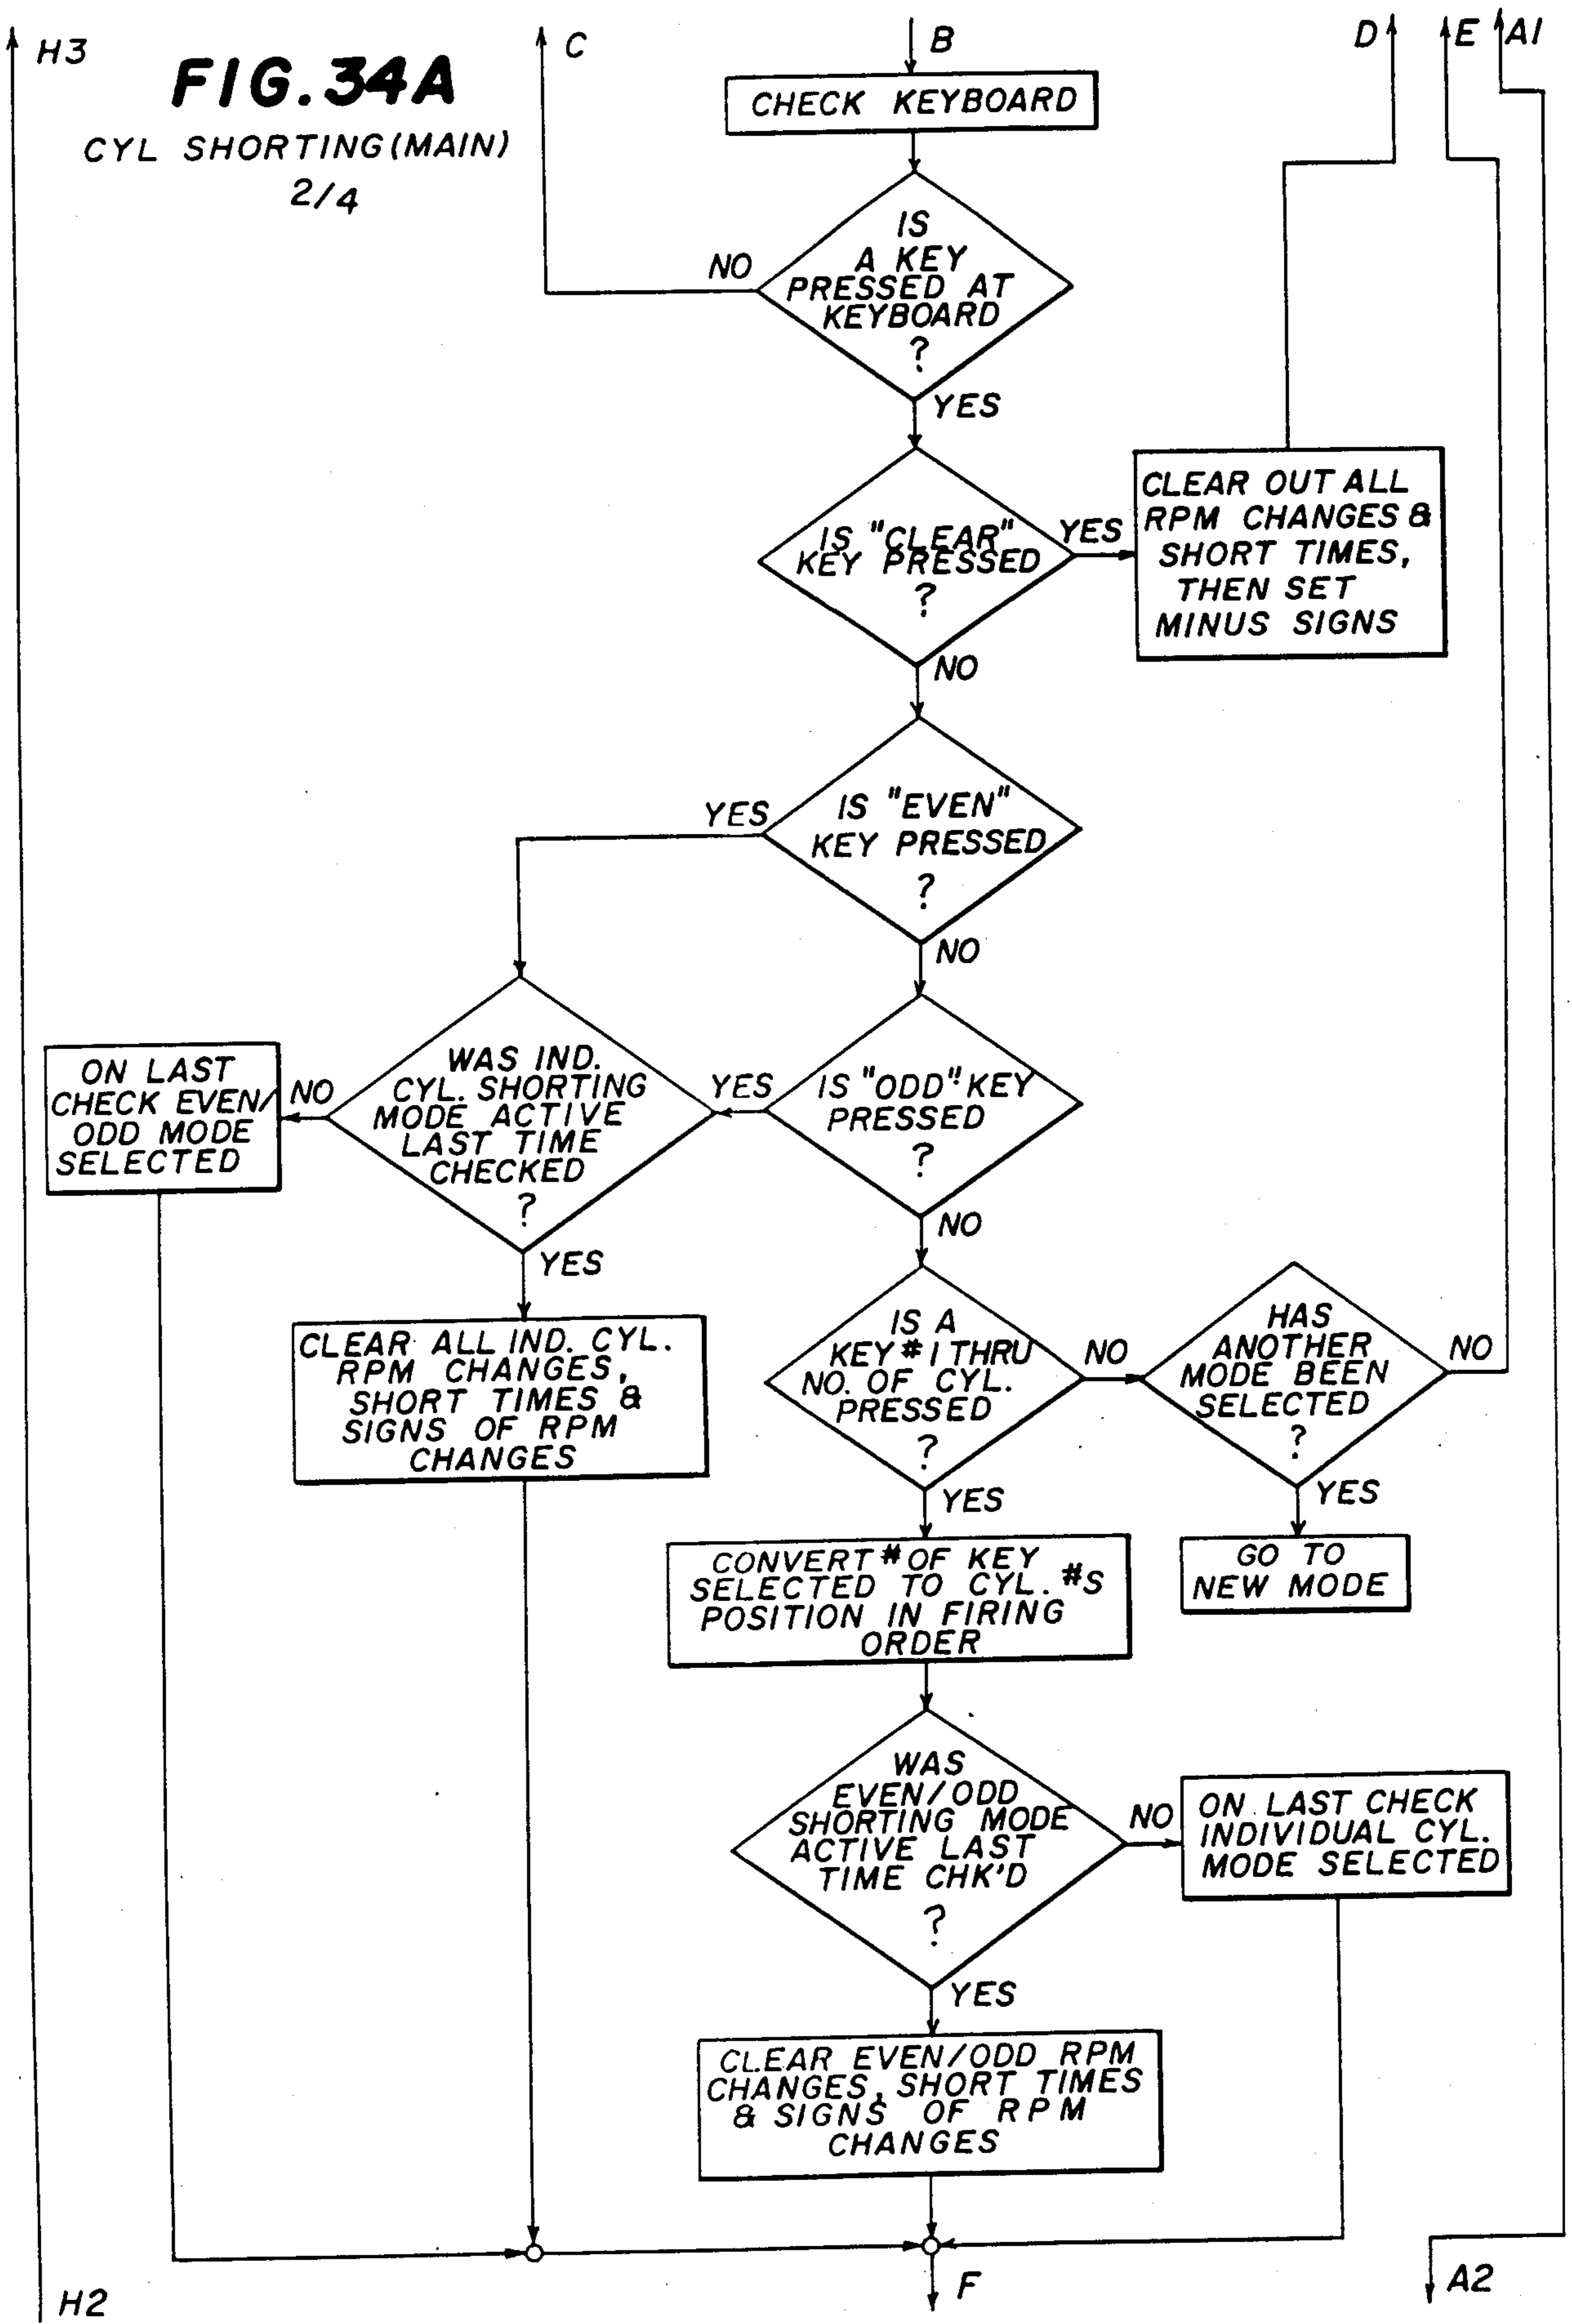 H3
C
B
D
E
A1
FIG.34A
CYL SHORTING(MAIN)
2/4
CHECK KEYBOARD
IS
A KEY
PRESSED AT
KEYBOARD
?
NO
YES
IS "CLEAR"
KEY PRESSED
?
YES
CLEAR OUT ALL
RPM CHANGES &
SHORT TIMES,
THEN SET
MINUS SIGNS
NO
IS "EVEN"
KEY PRESSED
?
YES
NO
IS "ODD" KEY
PRESSED
?
YES
WAS IND.
CYL. SHORTING
MODE ACTIVE
LAST TIME
CHECKED
?
NO
ON LAST
CHECK EVEN/
ODD MODE
SELECTED
YES
CLEAR ALL IND. CYL.
RPM CHANGES,
SHORT TIMES &
SIGNS OF RPM
CHANGES
NO
IS A
KEY #1 THRU
NO. OF CYL.
PRESSED
?
NO
HAS
ANOTHER
MODE BEEN
SELECTED
?
NO
YES
GO TO
NEW MODE
YES
CONVERT # OF KEY
SELECTED TO CYL. #S
POSITION IN FIRING
ORDER
WAS
EVEN/ODD
SHORTING MODE
ACTIVE LAST
TIME CHK'D
?
NO
ON LAST CHECK
INDIVIDUAL CYL.
MODE SELECTED
YES
CLEAR EVEN/ODD RPM
CHANGES, SHORT TIMES
& SIGNS OF RPM
CHANGES
H2
F
A2